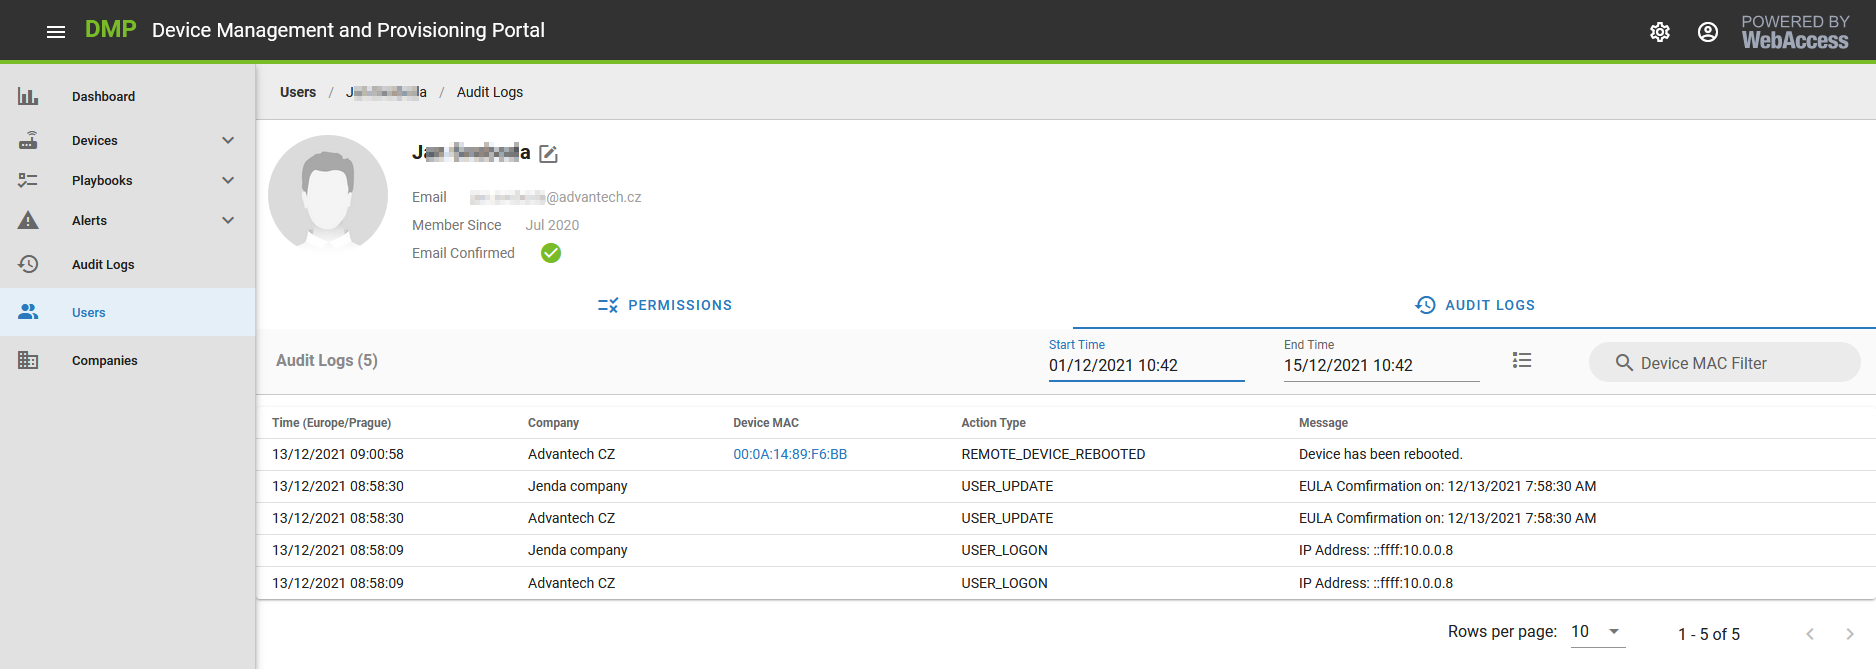 DMP Device Management and Provisioning Portal
POWERED BY
WebAccess
Dashboard
Devices
Playbooks
Alerts
Audit Logs
Users
Companies
Users / / Audit Logs
Email @advantech.cz
Member Since Jul 2020
Email Confirmed
PERMISSIONS
AUDIT LOGS
Audit Logs (5)
Start Time
01/12/2021 10:42
End Time
15/12/2021 10:42
Device MAC Filter
Time (Europe/Prague) Company Device MAC Action Type Message
13/12/2021 09:00:58 Advantech CZ 00:0A:14:89:F6:BB REMOTE_DEVICE_REBOOTED Device has been rebooted.
13/12/2021 08:58:30 Jenda company USER_UPDATE EULA Comfirmation on: 12/13/2021 7:58:30 AM
13/12/2021 08:58:30 Advantech CZ USER_UPDATE EULA Comfirmation on: 12/13/2021 7:58:30 AM
13/12/2021 08:58:09 Jenda company USER_LOGON IP Address: ::ffff:10.0.0.8
13/12/2021 08:58:09 Advantech CZ USER_LOGON IP Address: ::ffff:10.0.0.8
Rows per page: 10 1 - 5 of 5